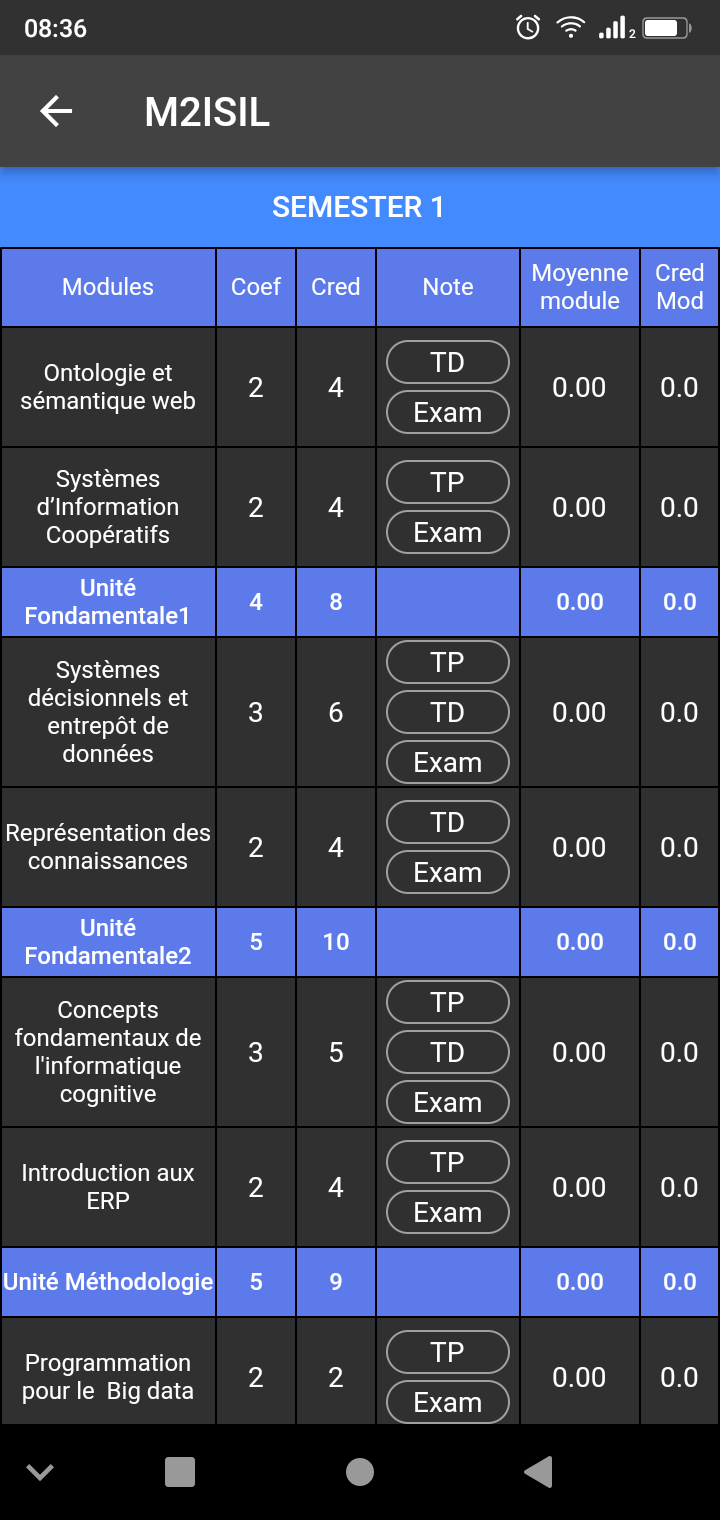 08:36
2
M2ISIL
SEMESTER 1
Modules Coef Cred Note Moyenne module Cred Mod
Ontologie et
sémantique web
2 4 TD 0.00 0.0
Exam
Systèmes
d’Information
Coopératifs
2 4 TP 0.00 0.0
Exam
Unité
Fondamentale1
4 8 0.00 0.0
Systèmes
décisionnels et
entrepôt de
données
3 6 TP 0.00 0.0
TD
Exam
Représentation des
connaissances
2 4 TD 0.00 0.0
Exam
Unité
Fondamentale2
5 10 0.00 0.0
Concepts
fondamentaux de
l'informatique
cognitive
3 5 TP 0.00 0.0
TD
Exam
Introduction aux
ERP
2 4 TP 0.00 0.0
Exam
Unité Méthodologie 5 9 0.00 0.0
Programmation
pour le  Big data
2 2 TP 0.00 0.0
Exam